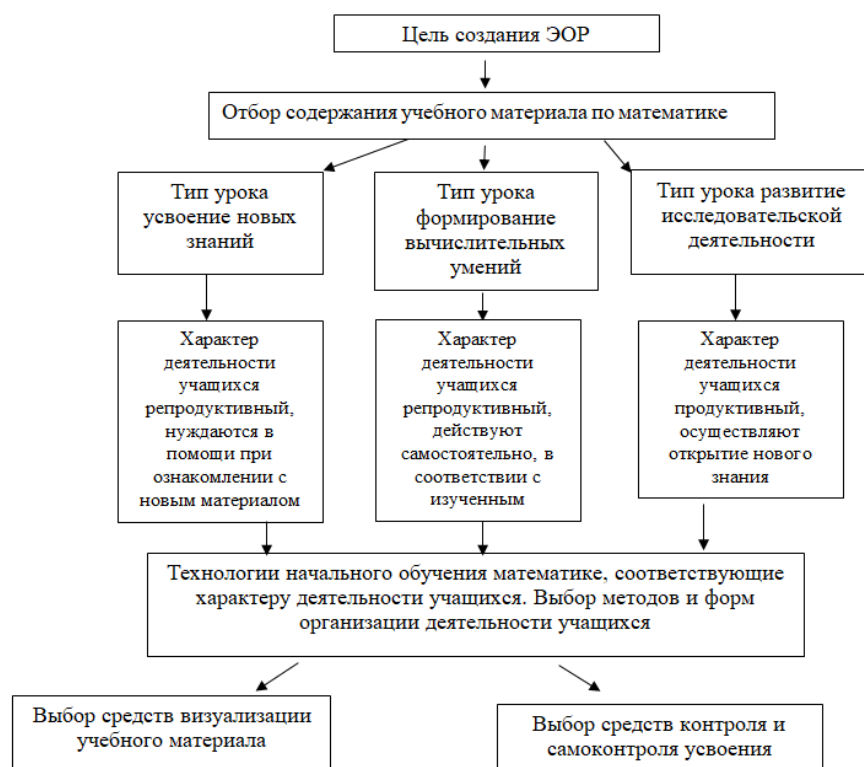 Цель создания ЭОР
Отбор содержания учебного материала по математике
Тип урока
усвоение новых
знаний
Тип урока
формирование
вычислительных
умений
Тип урока развитие
исследовательской
деятельности
Характер
деятельности
учащихся
репродуктивный,
нуждаются в
помощи при
ознакомлении с
новым материалом
Характер
деятельности
учащихся
репродуктивный,
действуют
самостоятельно, в
соответствии с
изученным
Характер
деятельности
учащихся
продуктивный,
осуществляют
открытие нового
знания
Технологии начального обучения математике, соответствующие
характеру деятельности учащихся. Выбор методов и форм
организации деятельности учащихся
Выбор средств визуализации
учебного материала
Выбор средств контроля и
самоконтроля усвоения